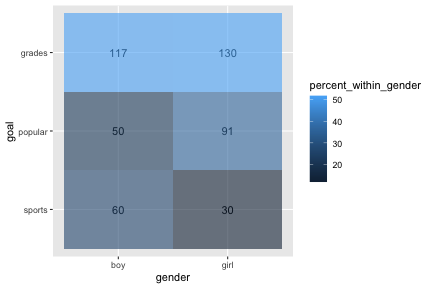 grades
117
130
popular
50
91
sports
60
30
boy
girl
gender
goal
percent_within_gender
50
40
30
20